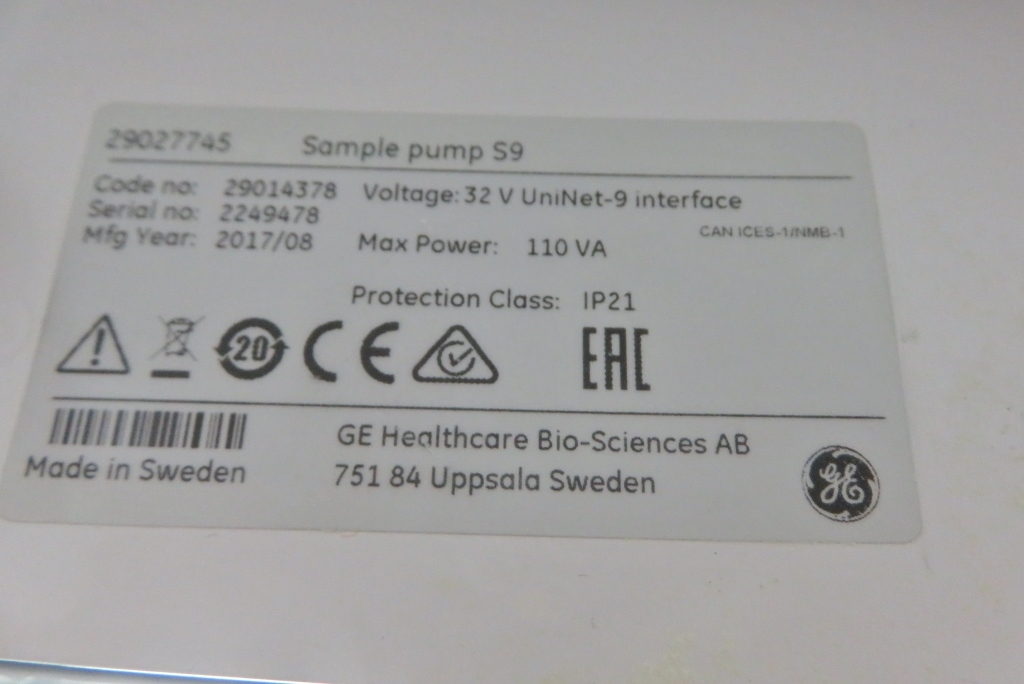 29027745 Sample pump S9
Code no: 29014378 Voltage: 32 V UniNet-9 interface
Serial no: 2249478
CAN ICES-1/NMB-1
Mfg Year: 2017/08 Max Power: 110 VA
Protection Class: IP21
20 CE EAC
GE Healthcare Bio-Sciences AB
Made in Sweden 751 84 Uppsala Sweden
GE